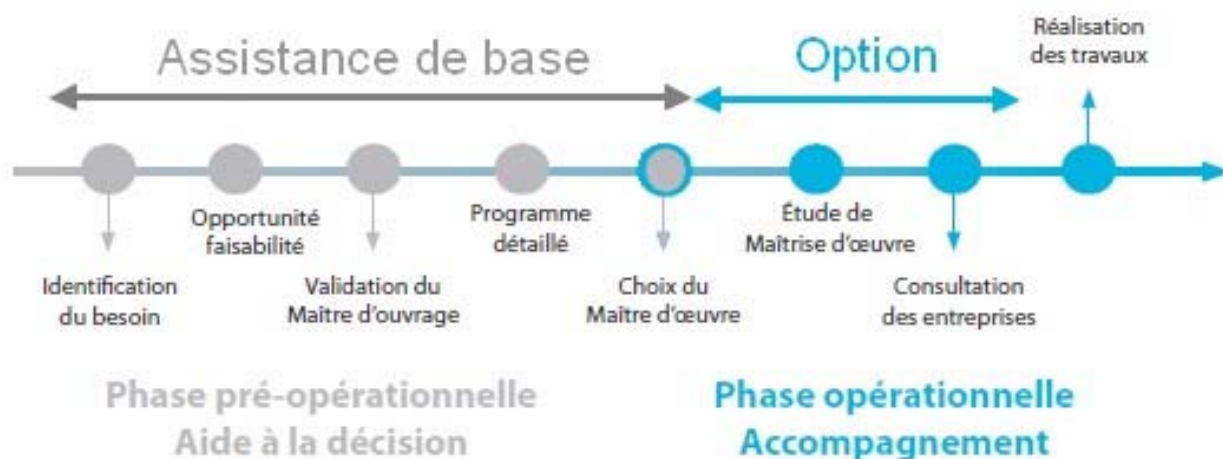 Assistance de base
Option
Réalisation
des travaux
Identification
du besoin
Opportunité
faisabilité
Validation du
Maître d'ouvrage
Programme
détaillé
Choix du
Maître d'œuvre
Étude de
Maîtrise d'œuvre
Consultation
des entreprises
Phase pré-opérationnelle
Aide à la décision
Phase opérationnelle
Accompagnement